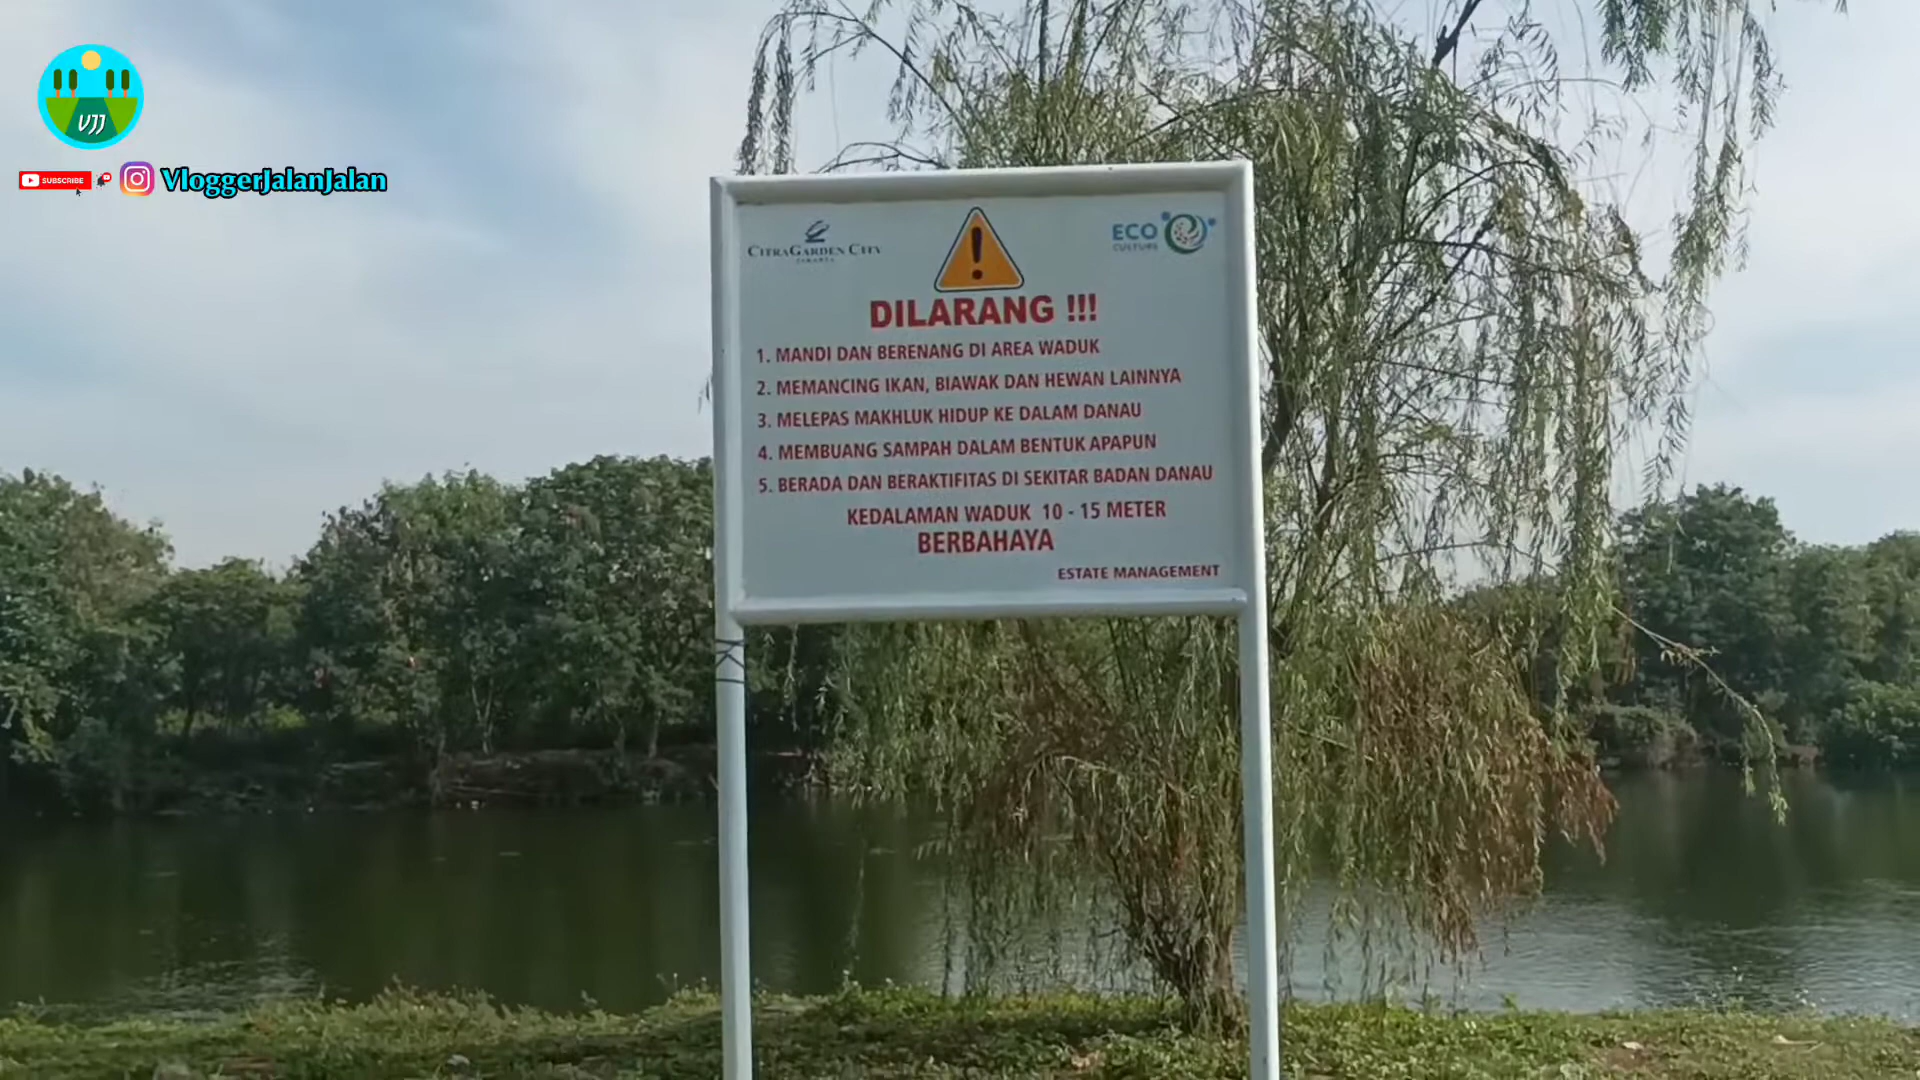 VJJ
SUBSCRIBE
VloggerJalanJalan
CITRAGARDEN CITY
JAKARTA
ECO
CULTURE
DILARANG !!!
1. MANDI DAN BERENANG DI AREA WADUK
2. MEMANCING IKAN, BIAWAK DAN HEWAN LAINNYA
3. MELEPAS MAKHLUK HIDUP KE DALAM DANAU
4. MEMBUANG SAMPAH DALAM BENTUK APAPUN
5. BERADA DAN BERAKTIFITAS DI SEKITAR BADAN DANAU
KEDALAMAN WADUK 10 - 15 METER
BERBAHAYA
ESTATE MANAGEMENT